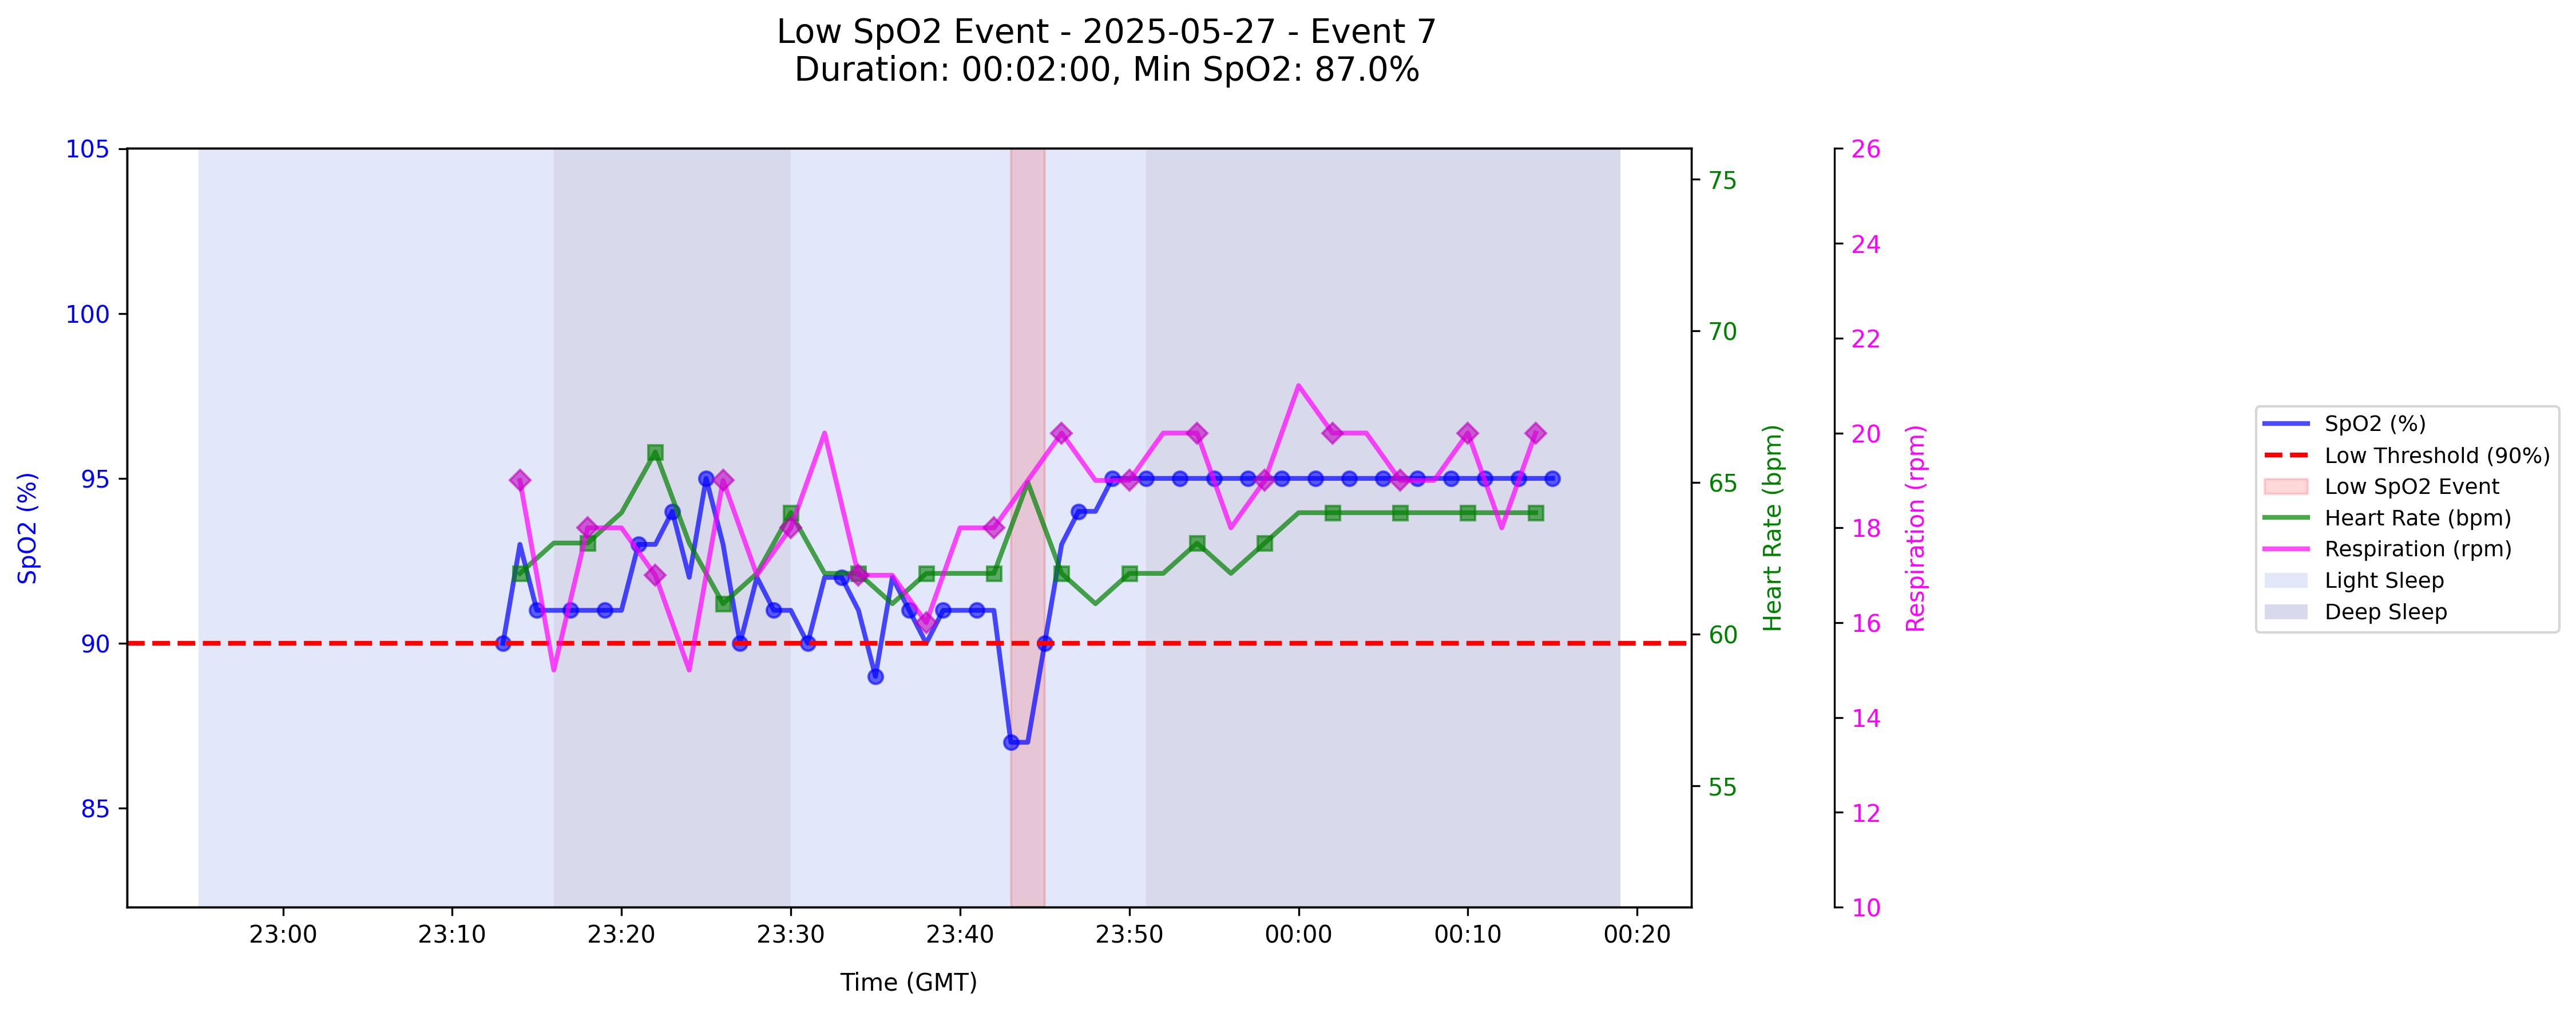 Low SpO2 Event - 2025-05-27 - Event 7
Duration: 00:02:00, Min SpO2: 87.0%
105
100
95
90
85
SpO2 (%)
75
70
65
60
55
Heart Rate (bpm)
26
24
22
20
18
16
14
12
10
Respiration (rpm)
SpO2 (%)
Low Threshold (90%)
Low SpO2 Event
Heart Rate (bpm)
Respiration (rpm)
Light Sleep
Deep Sleep
23:00 23:10 23:20 23:30 23:40 23:50 00:00 00:10 00:20
Time (GMT)